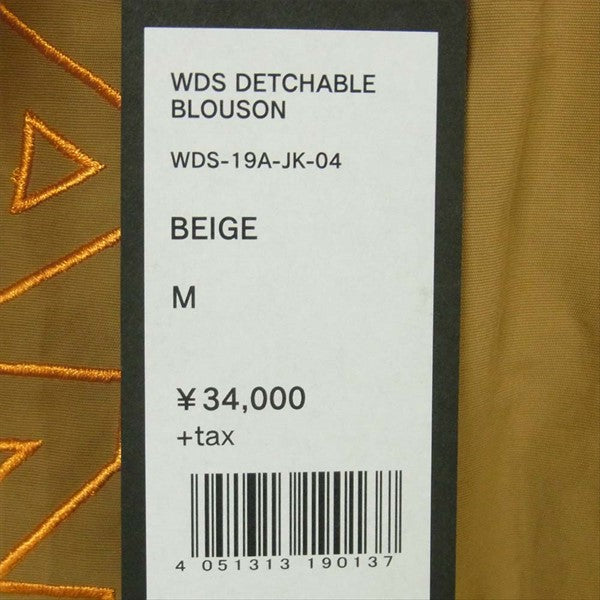 WDS DETCHABLE
BLOUSON
WDS-19A-JK-04
BEIGE
M
¥34,000
+tax
4 051313 190137